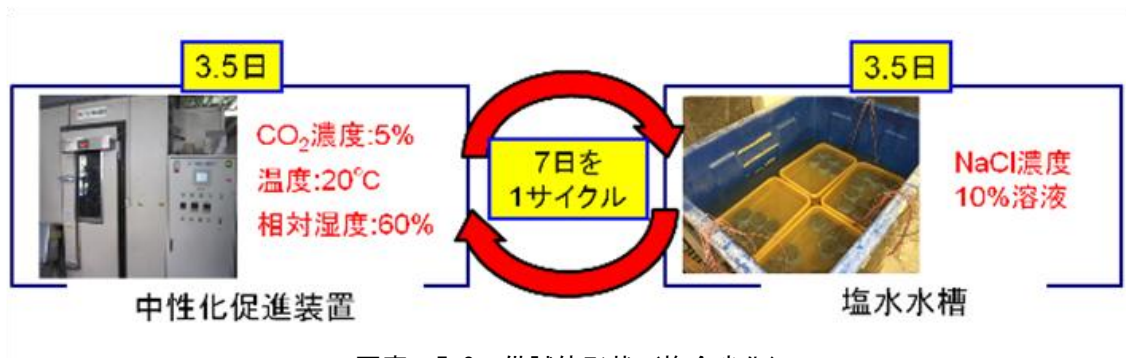 3.5日
CO₂濃度:5%
温度:20℃
相対湿度:60%
中性化促進装置
7日を
1サイクル
3.5日
NaCl濃度
10%溶液
塩水水槽